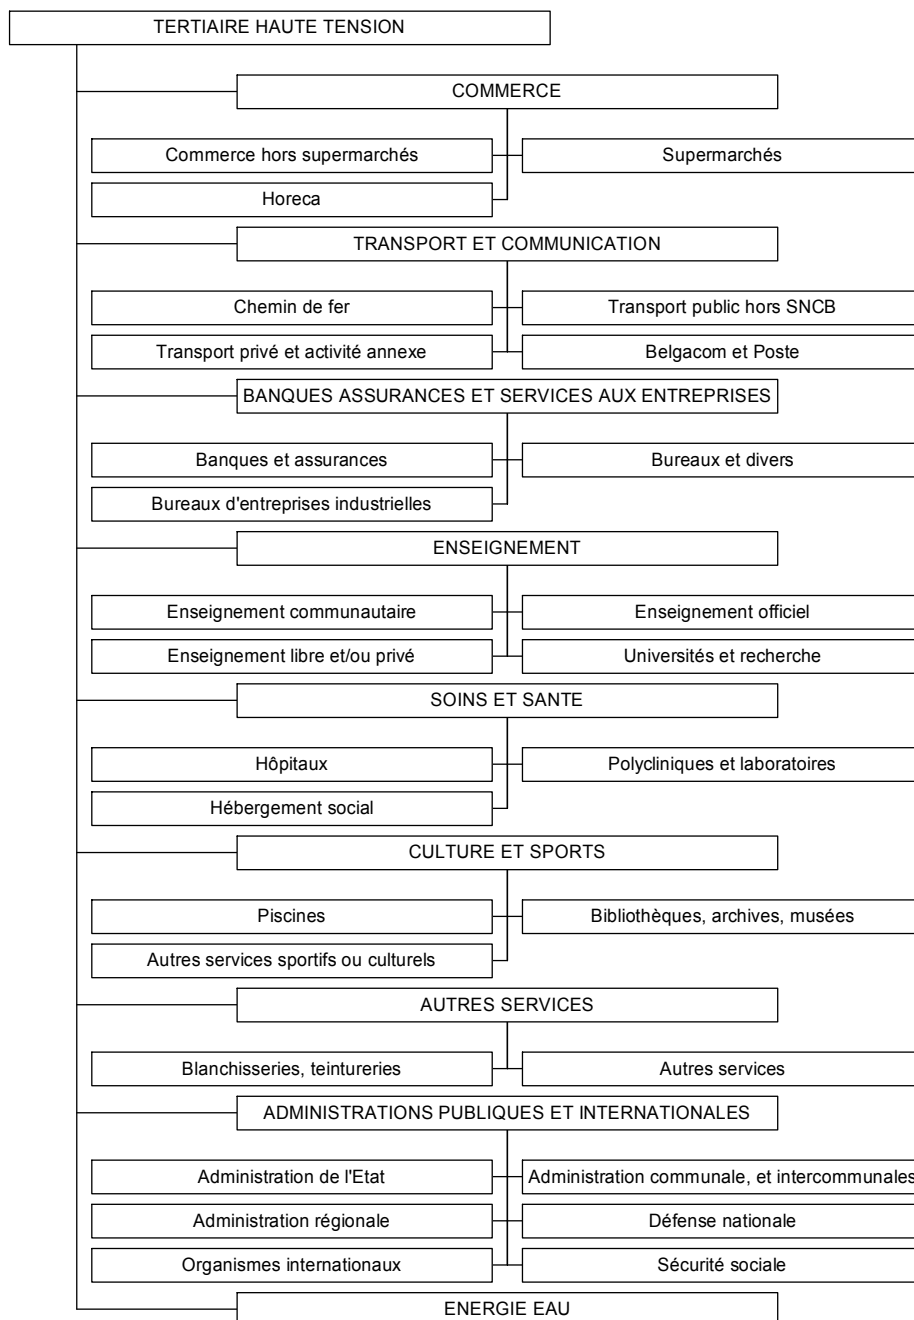 TERTIAIRE HAUTE TENSION
COMMERCE
Commerce hors supermarchés
Supermarchés
Horeca
TRANSPORT ET COMMUNICATION
Chemin de fer
Transport public hors SNCB
Transport privé et activité annexe
Belgacom et Poste
BANQUES ASSURANCES ET SERVICES AUX ENTREPRISES
Banques et assurances
Bureaux et divers
Bureaux d'entreprises industrielles
ENSEIGNEMENT
Enseignement communautaire
Enseignement officiel
Enseignement libre et/ou privé
Universités et recherche
SOINS ET SANTE
Hôpitaux
Polycliniques et laboratoires
Hébergement social
CULTURE ET SPORTS
Piscines
Bibliothèques, archives, musées
Autres services sportifs ou culturels
AUTRES SERVICES
Blanchisseries, teintureries
Autres services
ADMINISTRATIONS PUBLIQUES ET INTERNATIONALES
Administration de l'Etat
Administration communale, et intercommunales
Administration régionale
Défense nationale
Organismes internationaux
Sécurité sociale
ENERGIE EAU